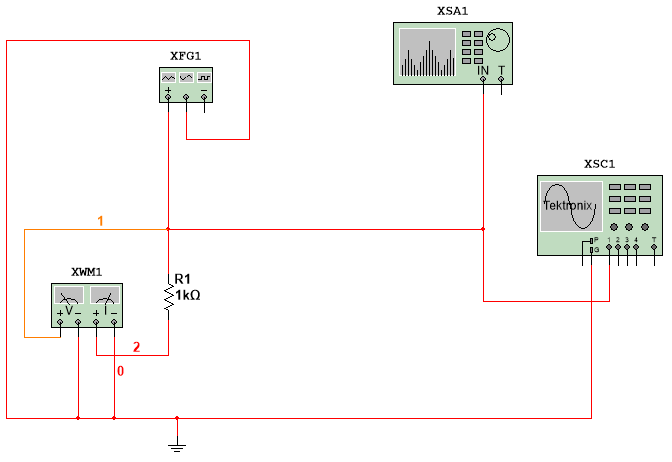 XSA1
XFG1
+ −
IN T
XSC1
Tektronix
P
G 1 2 3 4 T
1
R1
1kΩ
XWM1
V I
+ − + −
2
0